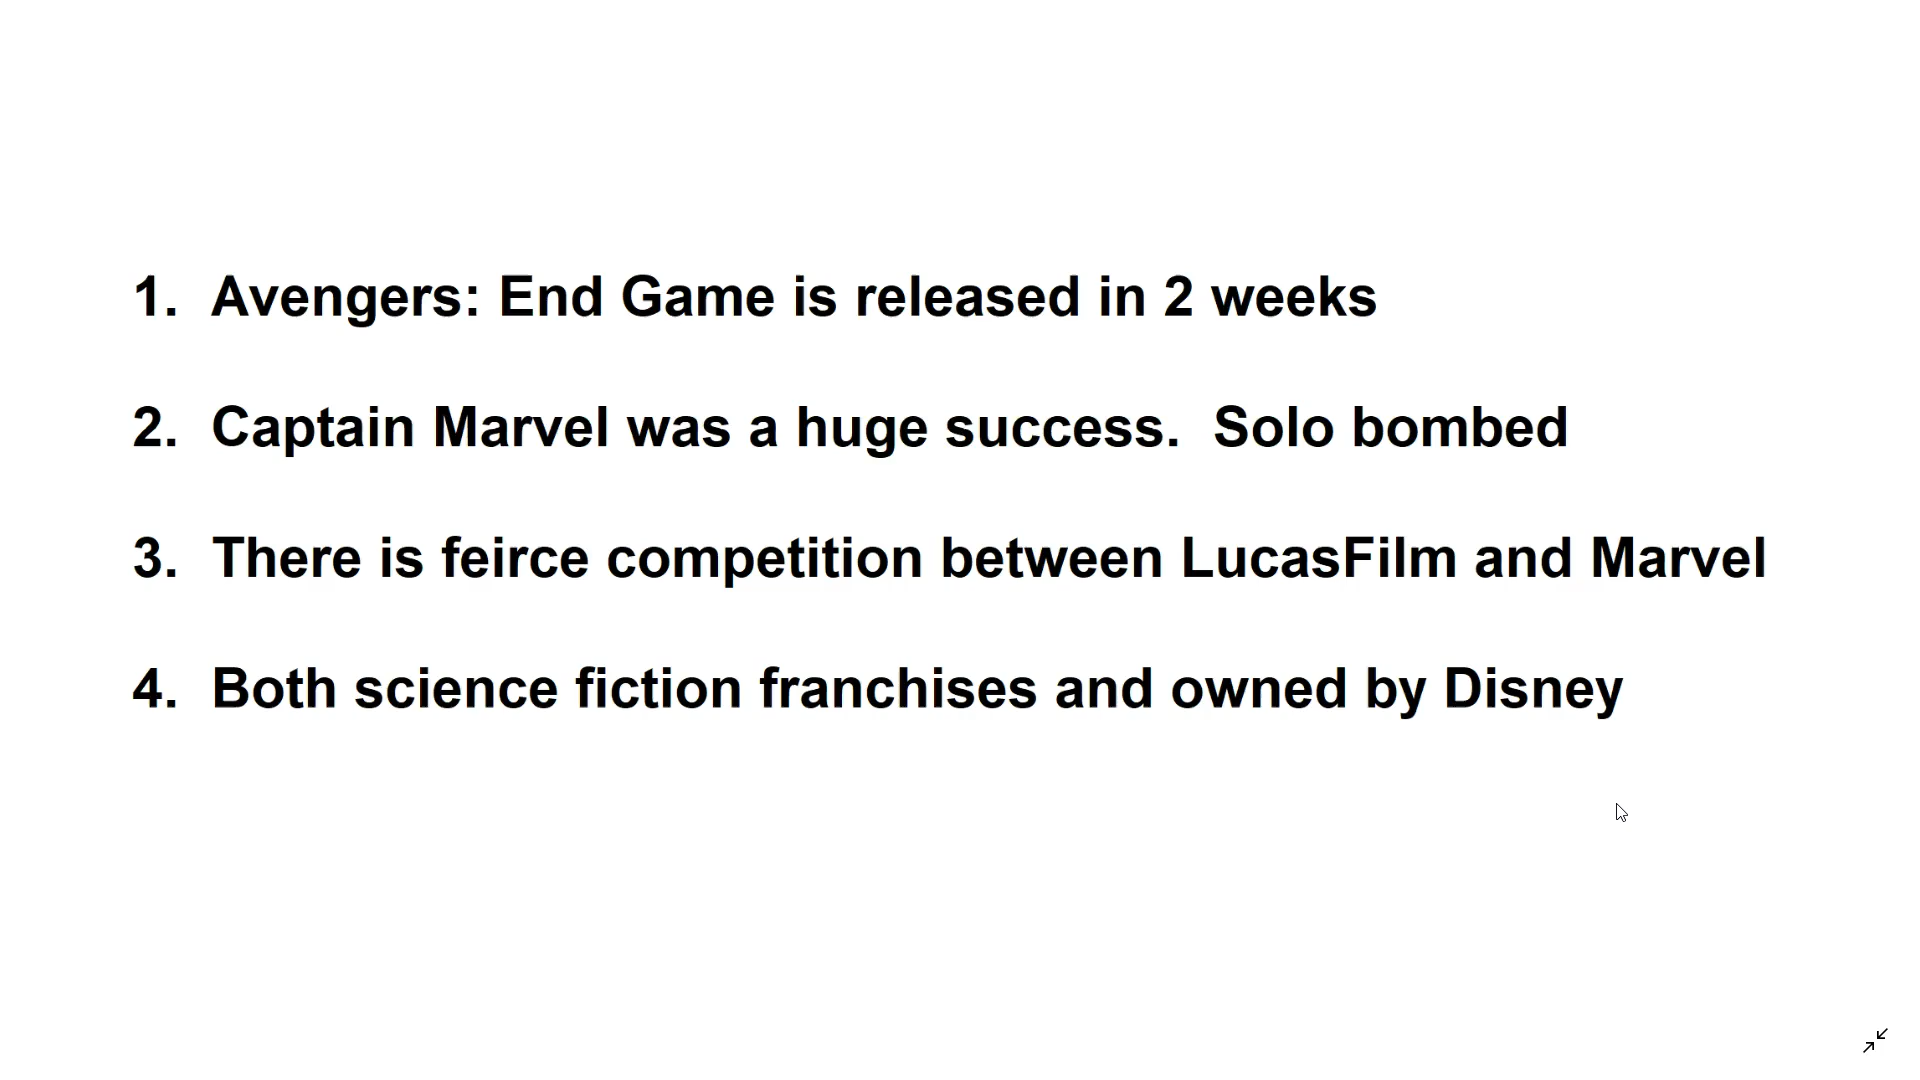 1. Avengers: End Game is released in 2 weeks
2. Captain Marvel was a huge success.  Solo bombed
3. There is feirce competition between LucasFilm and Marvel
4. Both science fiction franchises and owned by Disney